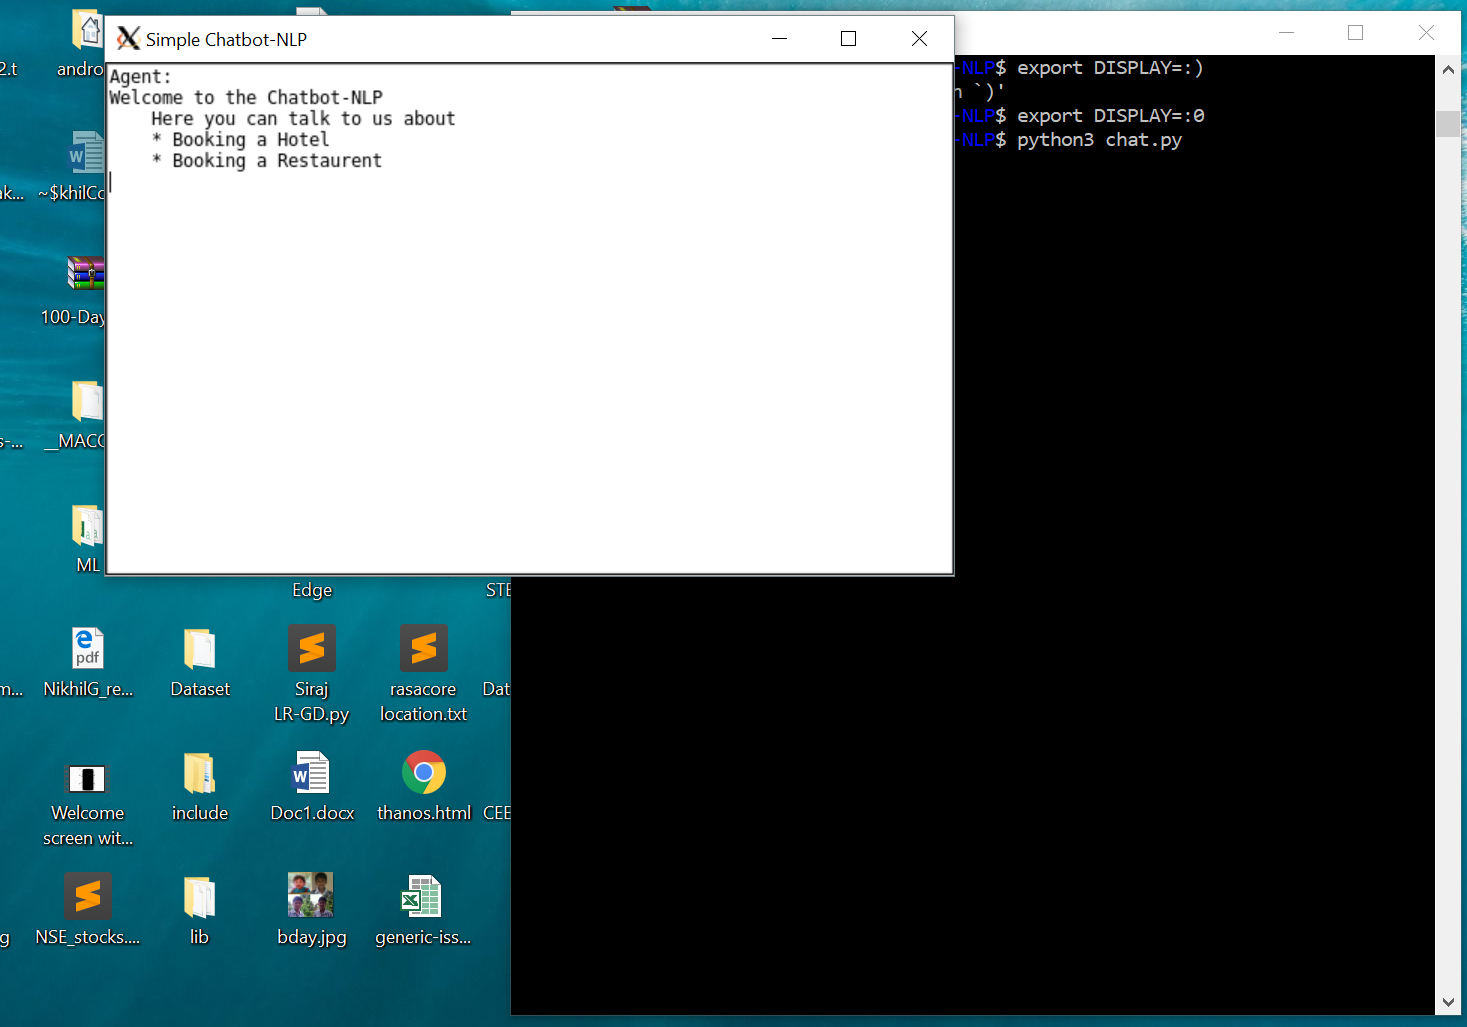 Simple Chatbot-NLP
Agent:
Welcome to the Chatbot-NLP
Here you can talk to us about
* Booking a Hotel
* Booking a Restaurent
-NLP$ export DISPLAY=:)
`)'
-NLP$ export DISPLAY=:0
-NLP$ python3 chat.py
2.t
andro
ak...
~$khilCo
100-Day
s-...
__MACO
ML
Edge
STE
m...
NikhilG_re...
Dataset
Siraj
LR-GD.py
rasacore
location.txt
Dat
pdf
Welcome
screen wit...
include
Doc1.docx
thanos.html
CEE
g
NSE_stocks....
lib
bday.jpg
generic-iss...